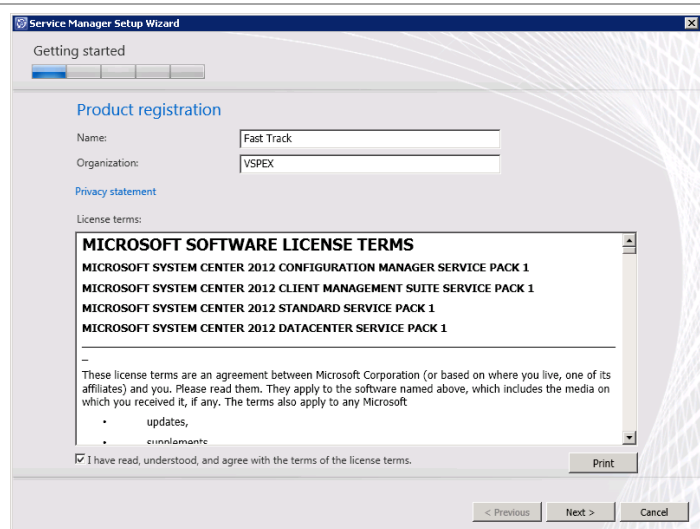 Service Manager Setup Wizard
Getting started
Product registration
Name:
Fast Track
Organization:
VSPEX
Privacy statement
License terms:
MICROSOFT SOFTWARE LICENSE TERMS
MICROSOFT SYSTEM CENTER 2012 CONFIGURATION MANAGER SERVICE PACK 1
MICROSOFT SYSTEM CENTER 2012 CLIENT MANAGEMENT SUITE SERVICE PACK 1
MICROSOFT SYSTEM CENTER 2012 STANDARD SERVICE PACK 1
MICROSOFT SYSTEM CENTER 2012 DATACENTER SERVICE PACK 1
These license terms are an agreement between Microsoft Corporation (or based on where you live, one of its
affiliates) and you. Please read them. They apply to the software named above, which includes the media on
which you received it, if any. The terms also apply to any Microsoft
• updates,
• supplements
I have read, understood, and agree with the terms of the license terms.
Print
< Previous
Next >
Cancel